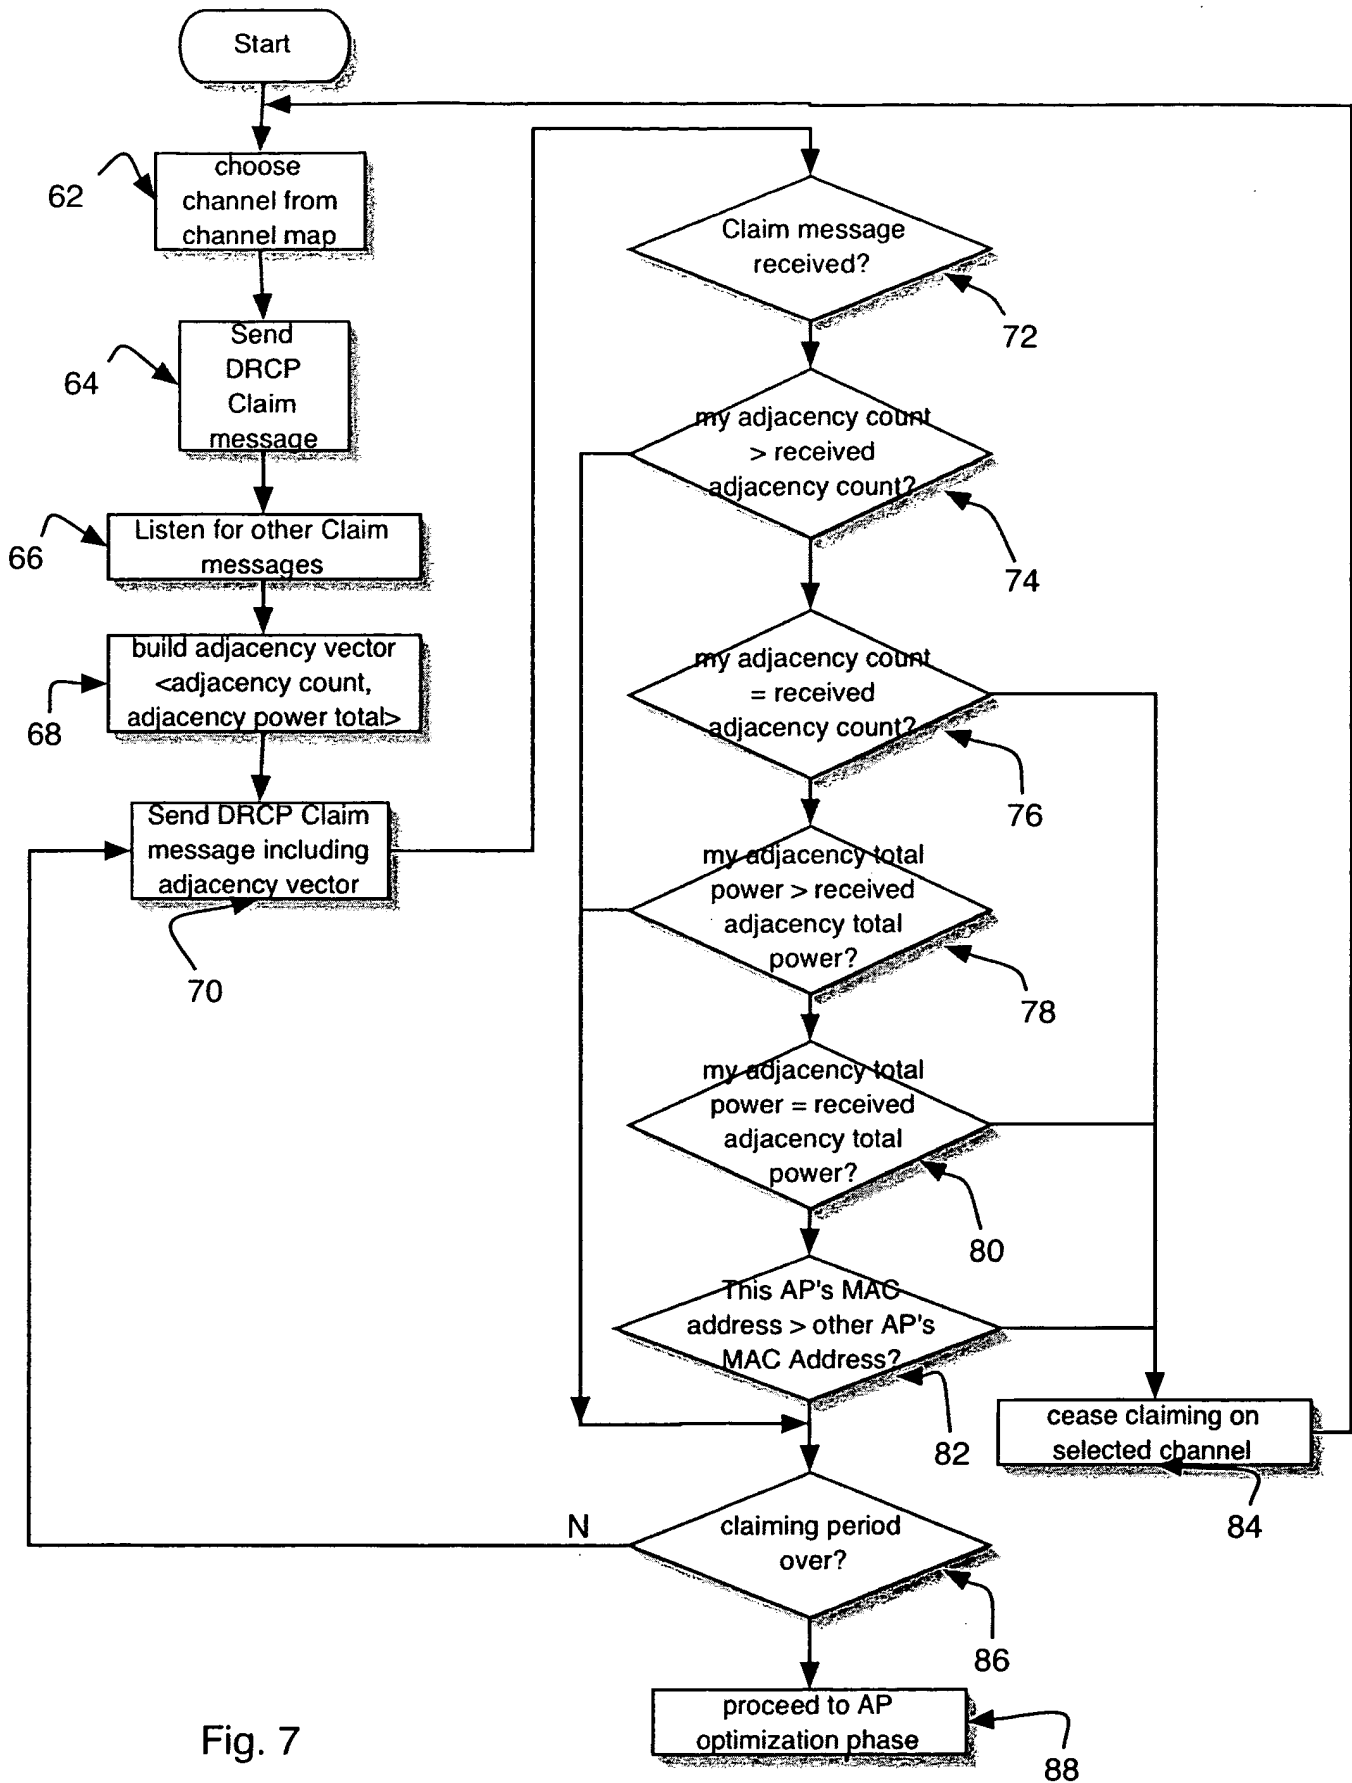 Start
choose
channel from
channel map
62
Send
DRCP
Claim
message
64
Listen for other Claim
messages
66
build adjacency vector
<adjacency count,
adjacency power total>
68
Send DRCP Claim
message including
adjacency vector
70
Claim message
received?
72
my adjacency count
> received
adjacency count?
74
my adjacency count
= received
adjacency count?
76
my adjacency total
power > received
adjacency total
power?
78
my adjacency total
power = received
adjacency total
power?
80
This AP's MAC
address > other AP's
MAC Address?
82
cease claiming on
selected channel
84
N
claiming period
over?
86
proceed to AP
optimization phase
88
Fig. 7